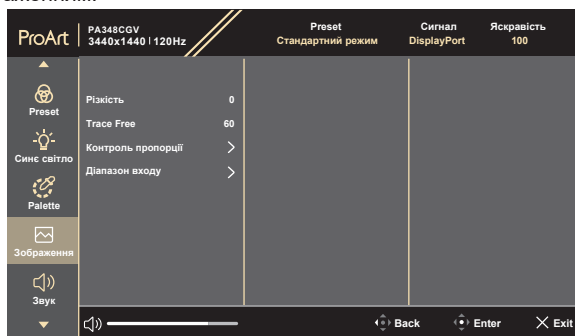 ProArt
PA348CGV
3440x1440 120Hz
Preset
Стандартний режим
Сигнал
DisplayPort
Яскравість
100
Preset
Синє світло
Palette
Зображення
Звук
Різкість 0
Trace Free 60
Контроль пропорції
Діапазон входу
Back
Enter
Exit